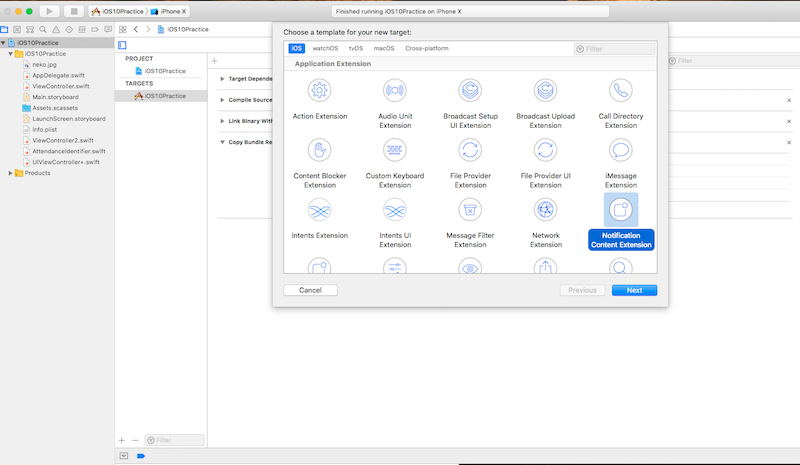 iOS10Practice
iPhone X
Finished running iOS10Practice on iPhone X
iOS10Practice
iOS10Practice
iOS10Practice
neko.jpg
AppDelegate.swift
ViewController.swift
Main.storyboard
Assets.xcassets
LaunchScreen.storyboard
Info.plist
ViewController2.swift
AttendanceIdentifier.swift
UIViewController+.swift
Products
PROJECT
iOS10Practice
TARGETS
iOS10Practice
Filter
Target Depende
Compile Source
Link Binary With
Copy Bundle Re
Filter
Choose a template for your new target:
iOS
watchOS
tvOS
macOS
Cross-platform
Filter
Application Extension
Action Extension
Audio Unit
Extension
Broadcast Setup
UI Extension
Broadcast Upload
Extension
Call Directory
Extension
Content Blocker
Extension
Custom Keyboard
Extension
File Provider
Extension
File Provider UI
Extension
iMessage
Extension
Intents Extension
Intents UI
Extension
Message Filter
Extension
Network
Extension
Notification
Content Extension
Cancel
Previous
Next